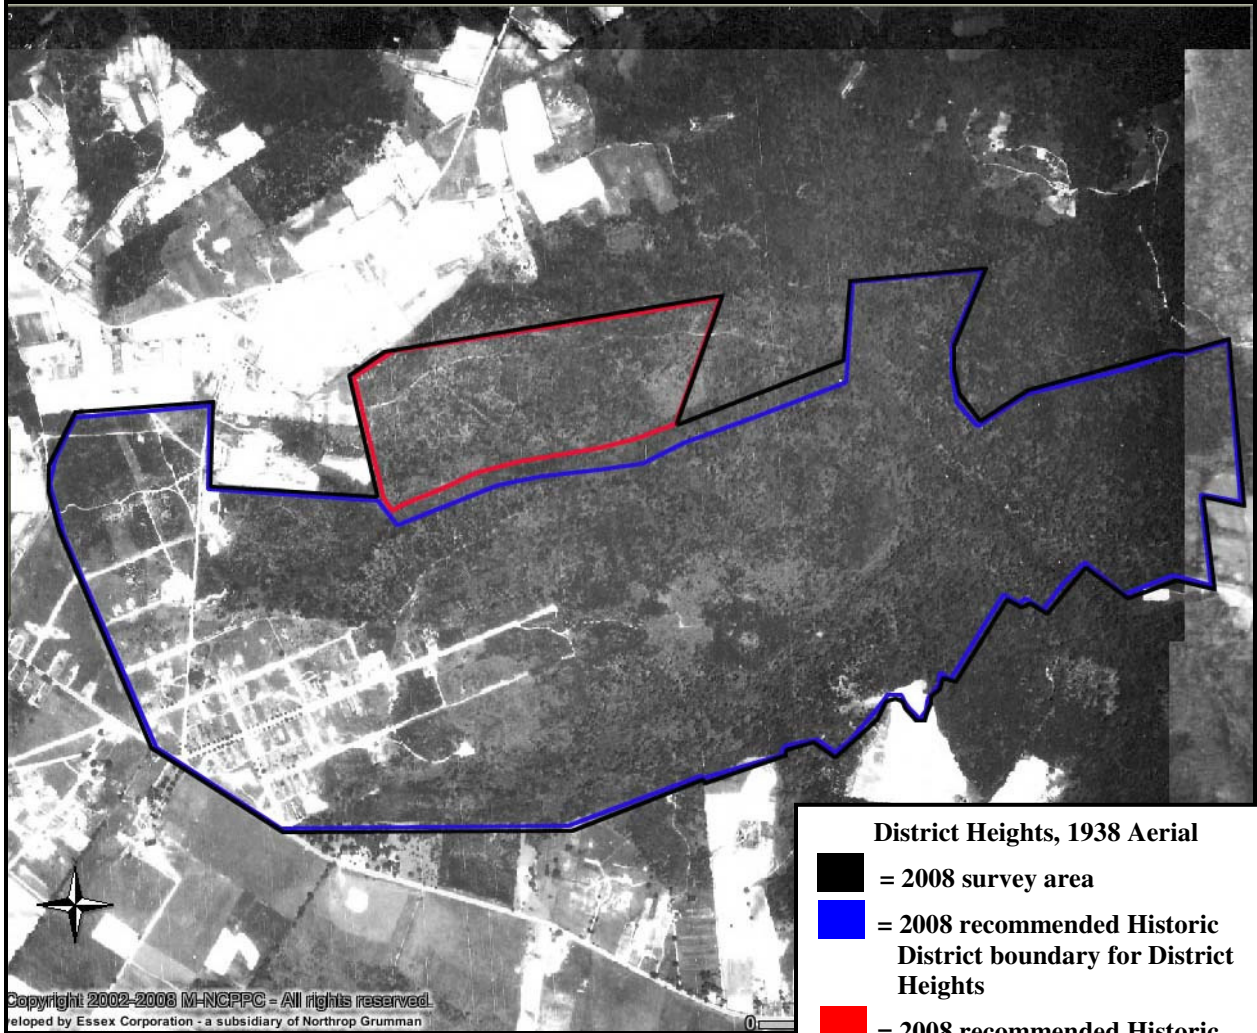 District Heights, 1938 Aerial
= 2008 survey area
= 2008 recommended Historic
District boundary for District
Heights
= 2008 recommended Historic
Copyright 2002-2008 M-NCPPC - All rights reserved.
veloped by Essex Corporation - a subsidiary of Northrop Grumman
0